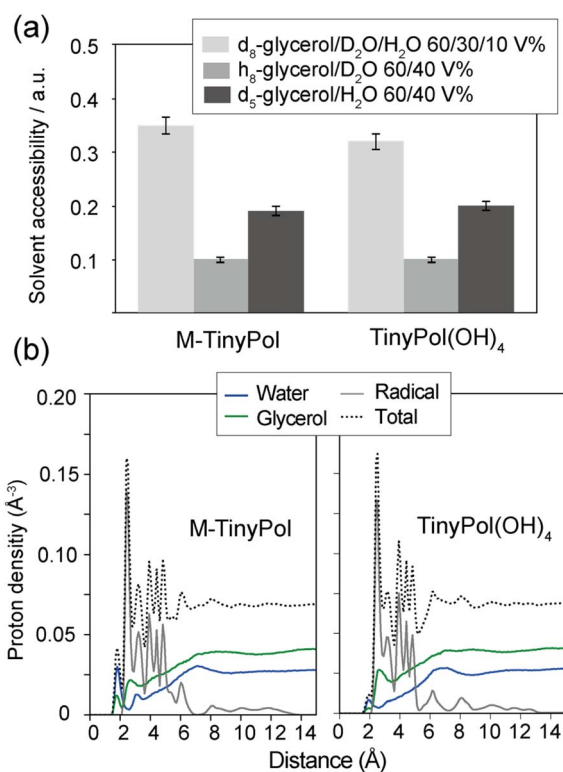 (a)
0.5
0.4
0.3
0.2
0.1
Solvent accessibility / a.u.
d₈-glycerol/D₂O/H₂O 60/30/10 V%
h₈-glycerol/D₂O 60/40 V%
d₅-glycerol/H₂O 60/40 V%
M-TinyPol TinyPol(OH)₄
(b)
Water Radical
Glycerol Total
0.20
0.15
0.10
0.05
0
Proton densitiy (Å⁻³)
M-TinyPol TinyPol(OH)₄
0 2 4 6 8 10 12 14 0 2 4 6 8 10 12 14
Distance (Å)